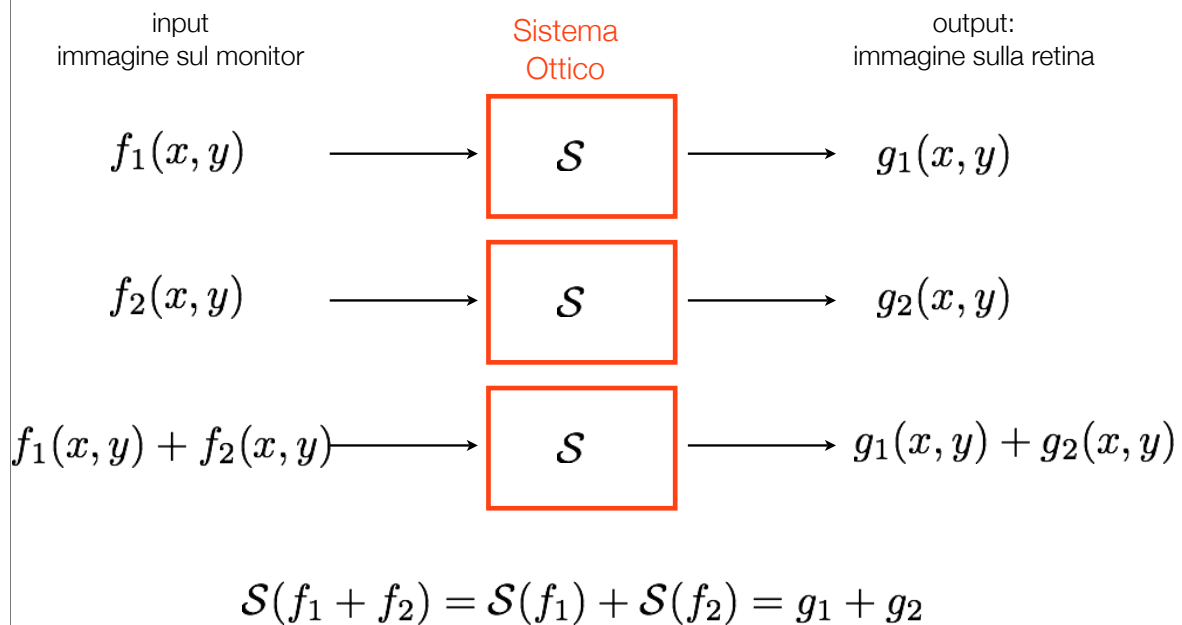 input
immagine sul monitor
Sistema
Ottico
output:
immagine sulla retina
f₁(x, y)
𝒮
g₁(x, y)
f₂(x, y)
𝒮
g₂(x, y)
f₁(x, y) + f₂(x, y)
𝒮
g₁(x, y) + g₂(x, y)
𝒮(f₁ + f₂) = 𝒮(f₁) + 𝒮(f₂) = g₁ + g₂